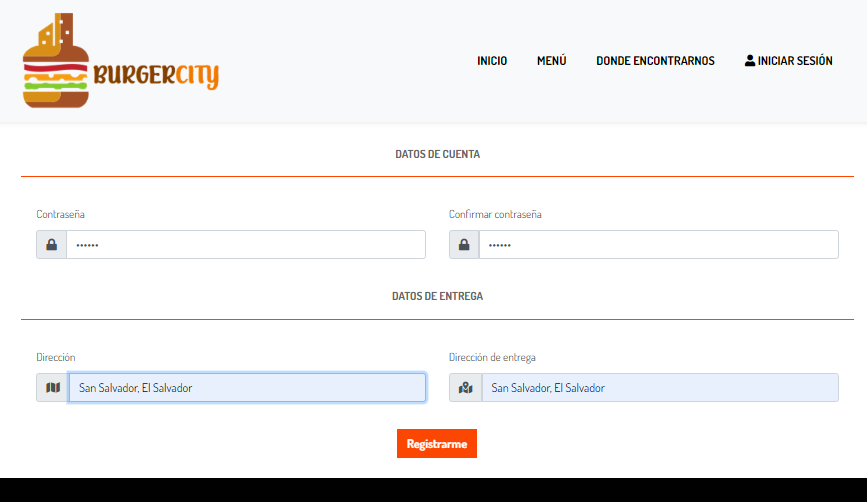 BURGERCITY
INICIO MENÚ DONDE ENCONTRARNOS INICIAR SESIÓN
DATOS DE CUENTA
Contraseña Confirmar contraseña
•••••• ••••••
DATOS DE ENTREGA
Dirección Dirección de entrega
San Salvador, El Salvador San Salvador, El Salvador
Registrarme